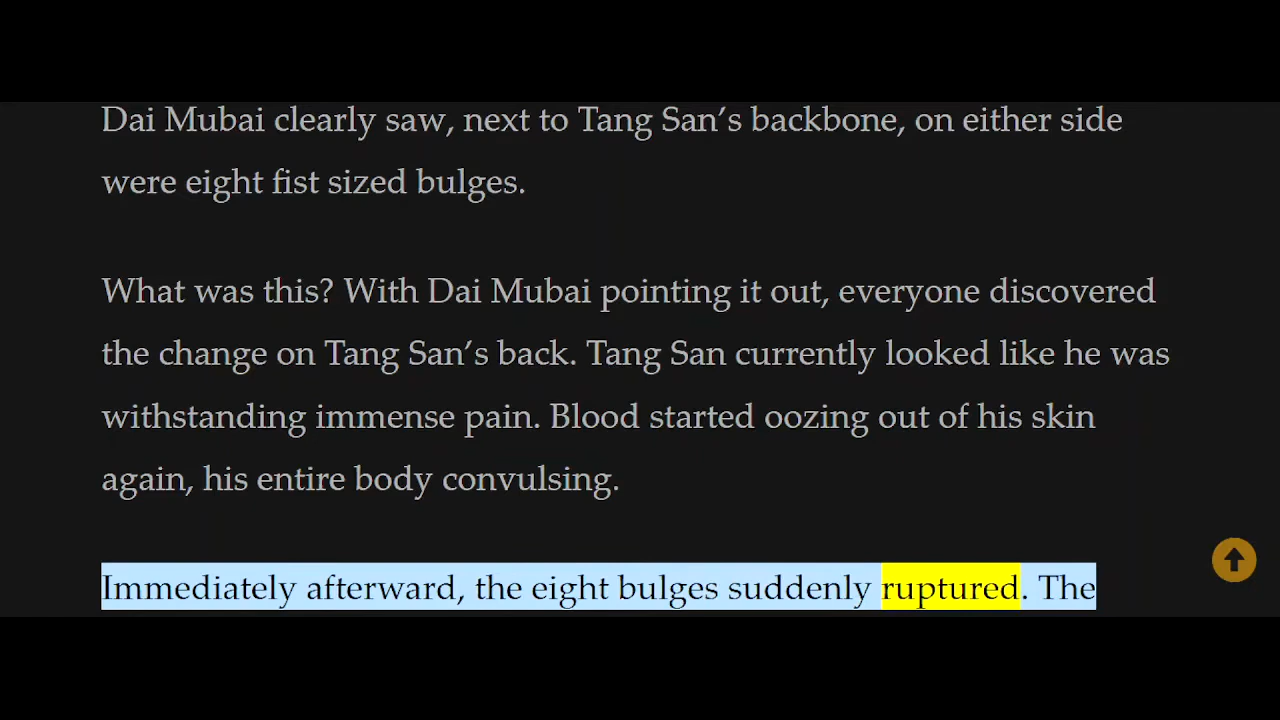 Dai Mubai clearly saw, next to Tang San’s backbone, on either side
were eight fist sized bulges.
What was this? With Dai Mubai pointing it out, everyone discovered
the change on Tang San’s back. Tang San currently looked like he was
withstanding immense pain. Blood started oozing out of his skin
again, his entire body convulsing.
Immediately afterward, the eight bulges suddenly ruptured. The